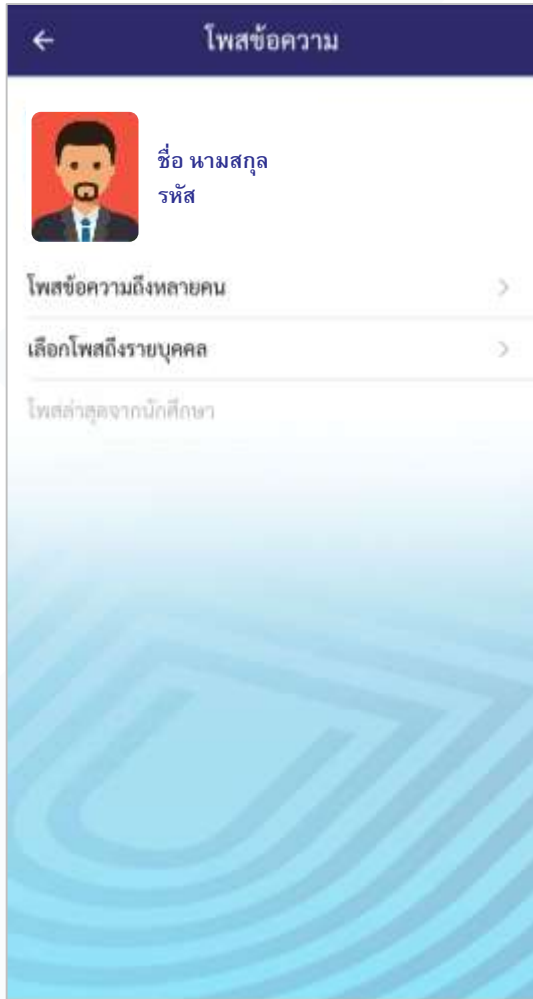 โพสข้อความ
ชื่อ นามสกุล
รหัส
โพสข้อความถึงหลายคน
เลือกโพสถึงรายบุคคล
โพสล่าสุดจากนักศึกษา